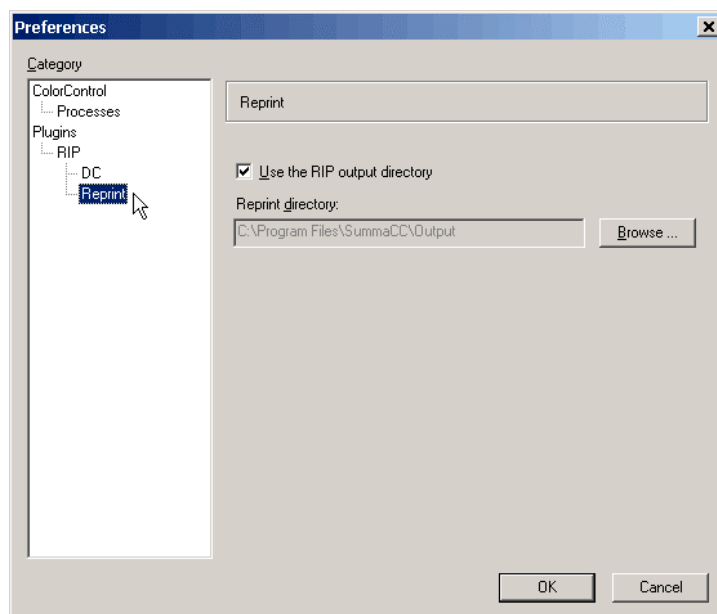 Preferences
Category
ColorControl
Processes
Plugins
RIP
DC
Reprint
Reprint
Use the RIP output directory
Reprint directory:
C:\Program Files\SummaCC\Output
Browse ...
OK
Cancel